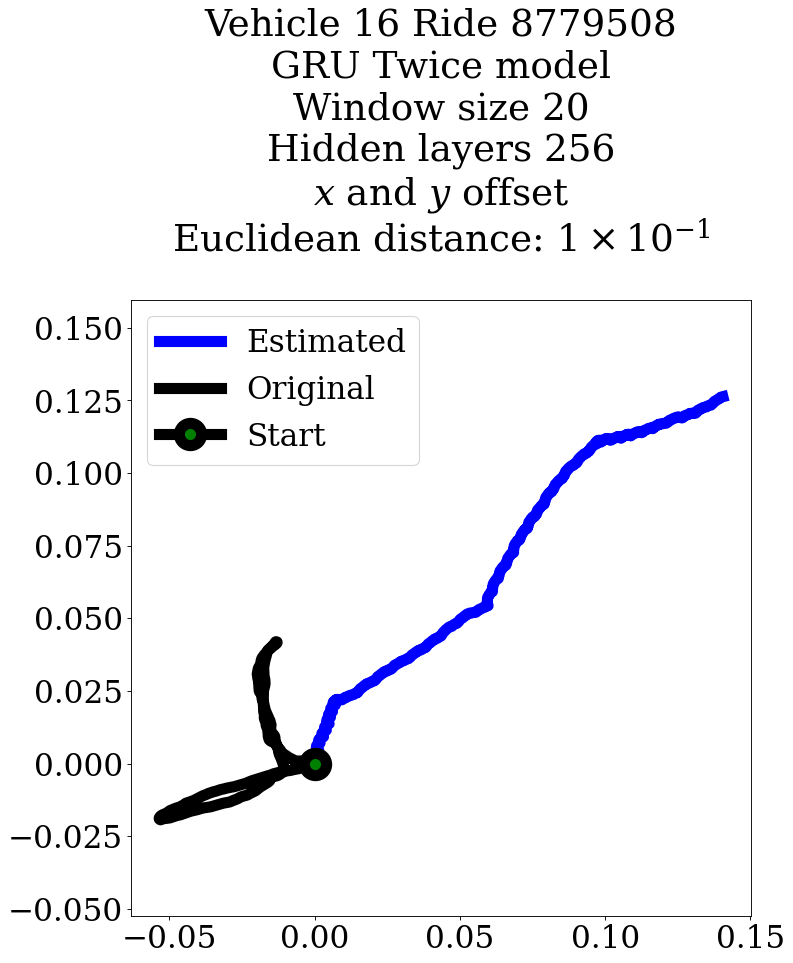 Vehicle 16 Ride 8779508
GRU Twice model
Window size 20
Hidden layers 256
x and y offset
Euclidean distance: 1 × 10⁻¹
Estimated
Original
Start
0.150
0.125
0.100
0.075
0.050
0.025
0.000
−0.025
−0.050
−0.05 0.00 0.05 0.10 0.15